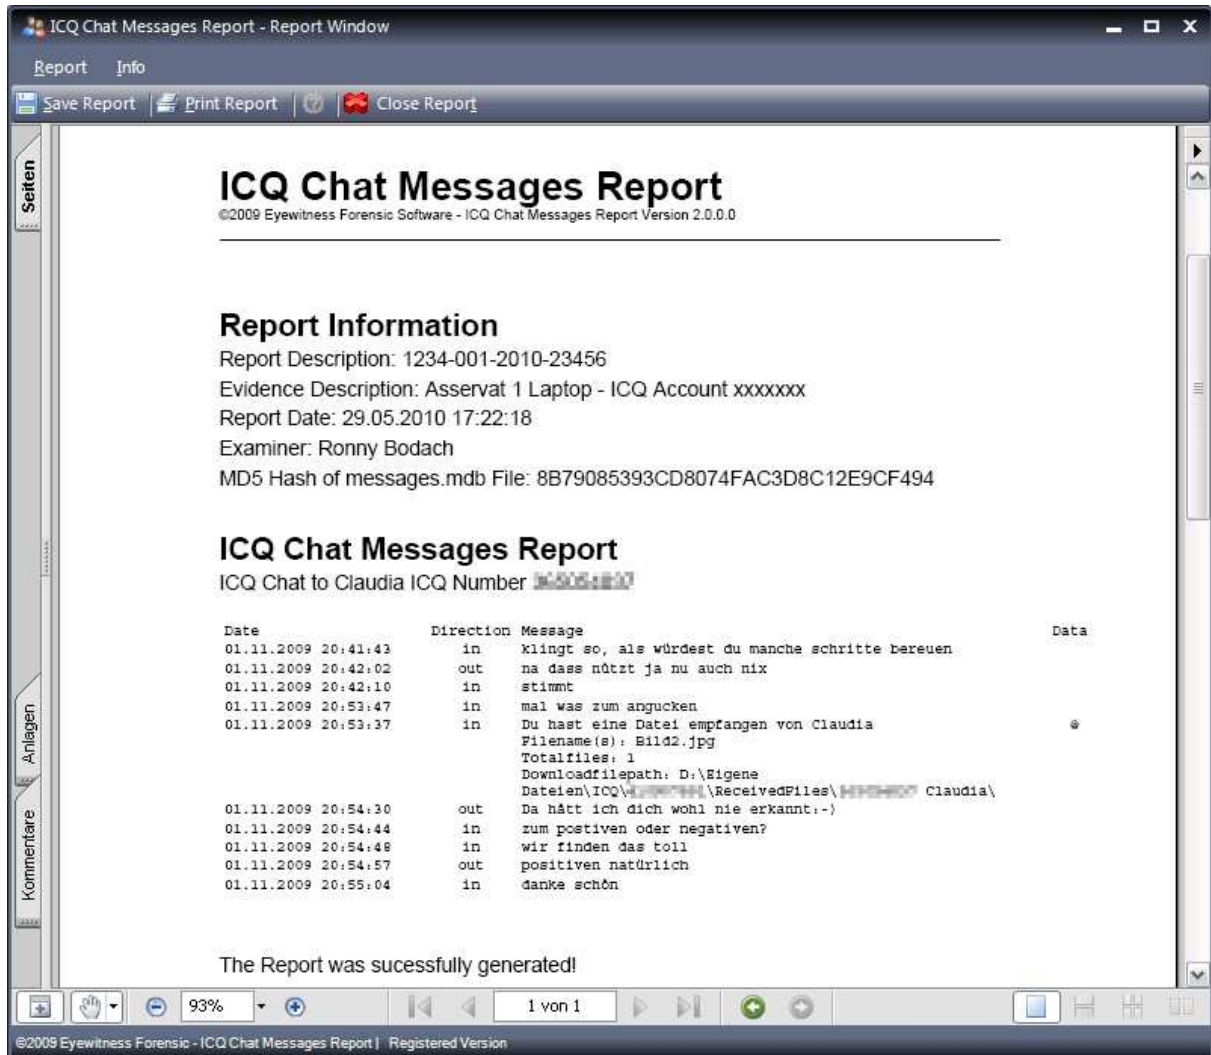 ICQ Chat Messages Report - Report Window
Report Info
Save Report Print Report Close Report
Seiten
Anlagen
Kommentare
ICQ Chat Messages Report
©2009 Eyewitness Forensic Software - ICQ Chat Messages Report Version 2.0.0.0
Report Information
Report Description: 1234-001-2010-23456
Evidence Description: Asservat 1 Laptop - ICQ Account xxxxxxx
Report Date: 29.05.2010 17:22:18
Examiner: Ronny Bodach
MD5 Hash of messages.mdb File: 8B79085393CD8074FAC3D8C12E9CF494
ICQ Chat Messages Report
ICQ Chat to Claudia ICQ Number
Date Direction Message Data
01.11.2009 20:41:43 in klingt so, als würdest du manche schritte bereuen
01.11.2009 20:42:02 out na dass nützt ja nu auch nix
01.11.2009 20:42:10 in stimmt
01.11.2009 20:53:47 in mal was zum angucken
01.11.2009 20:53:37 in Du hast eine Datei empfangen von Claudia @
Filename(s): Bild2.jpg
Totalfiles: 1
Downloadfilepath: D:\Eigene
Dateien\ICQ\ \ReceivedFiles\ Claudia\
01.11.2009 20:54:30 out Da hätt ich dich wohl nie erkannt:-)
01.11.2009 20:54:44 in zum postiven oder negativen?
01.11.2009 20:54:48 in wir finden das toll
01.11.2009 20:54:57 out positiven natürlich
01.11.2009 20:55:04 in danke schön
The Report was sucessfully generated!
93% 1 von 1
©2009 Eyewitness Forensic - ICQ Chat Messages Report | Registered Version